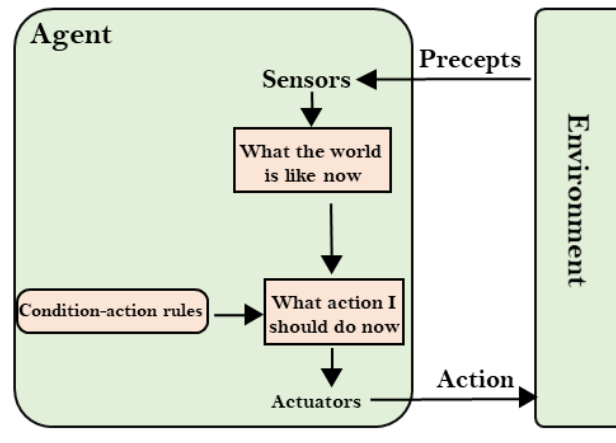 Agent
Precepts
Sensors
What the world
is like now
Environment
Condition-action rules
What action I
should do now
Action
Actuators